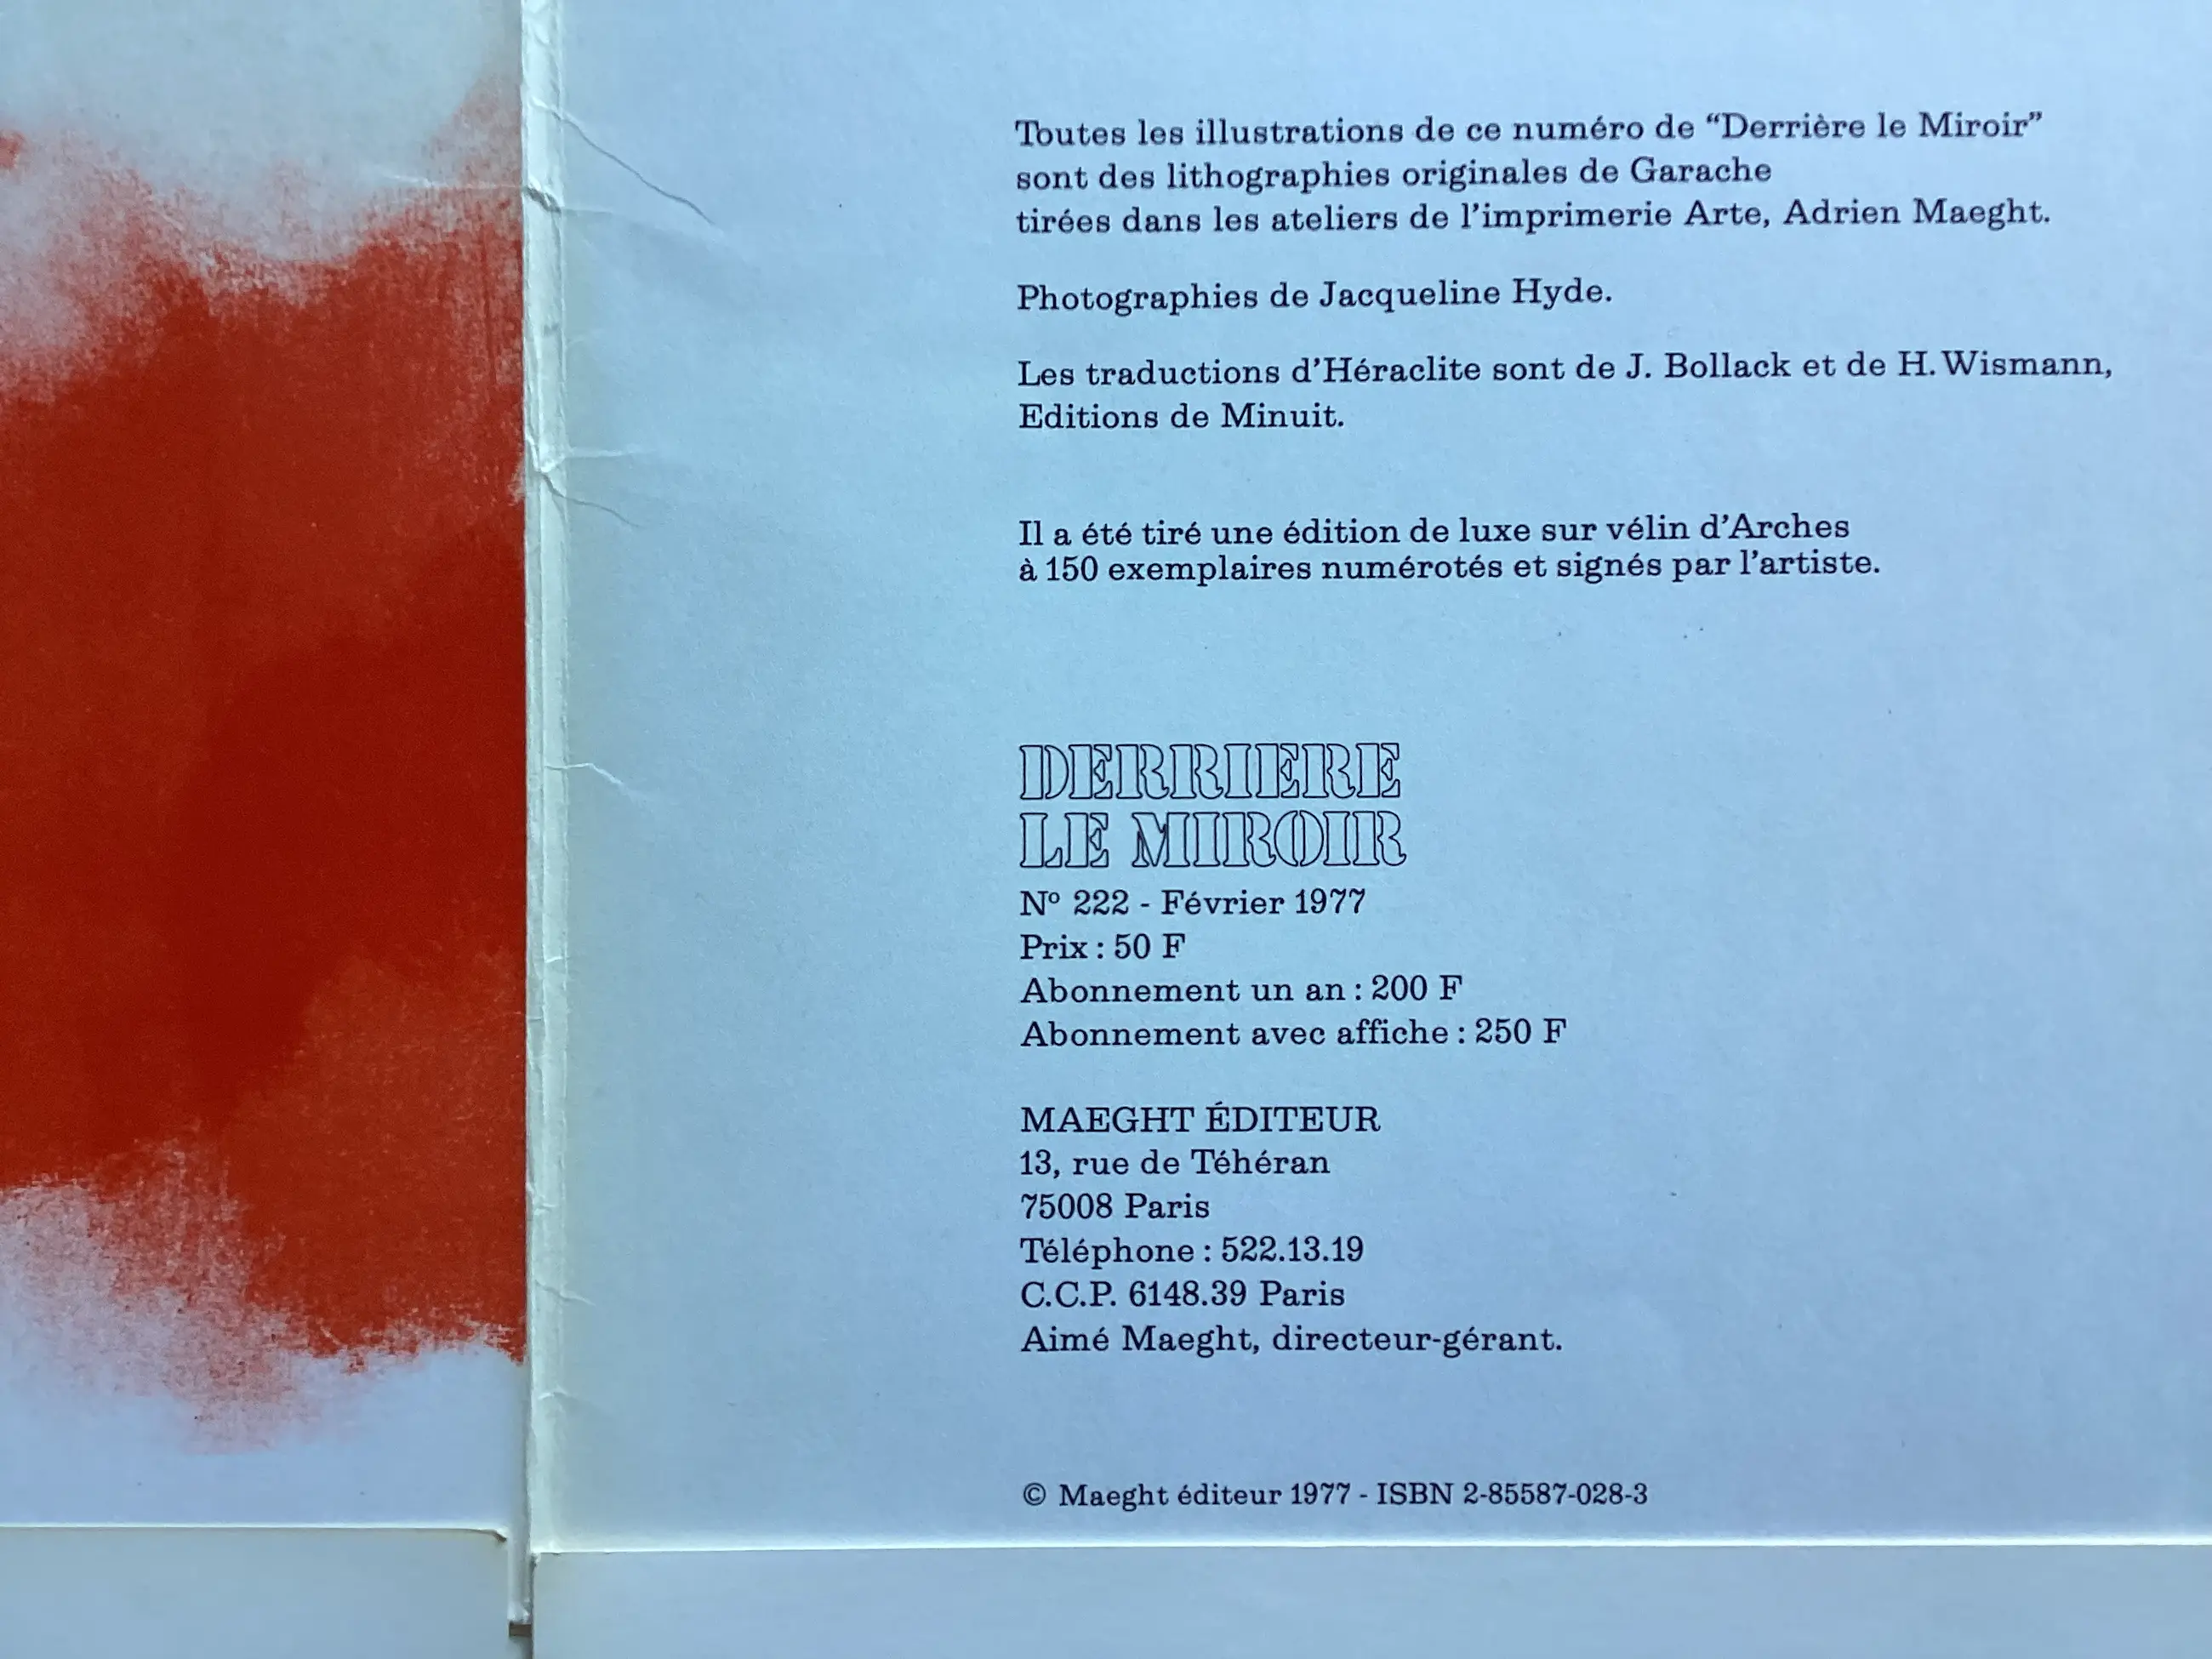 Toutes les illustrations de ce numéro de “Derrière le Miroir”
sont des lithographies originales de Garache
tirées dans les ateliers de l’imprimerie Arte, Adrien Maeght.
Photographies de Jacqueline Hyde.
Les traductions d’Héraclite sont de J. Bollack et de H. Wismann,
Editions de Minuit.
Il a été tiré une édition de luxe sur vélin d’Arches
à 150 exemplaires numérotés et signés par l’artiste.
DERRIERE
LE MIROIR
Nº 222 - Février 1977
Prix : 50 F
Abonnement un an : 200 F
Abonnement avec affiche : 250 F
MAEGHT ÉDITEUR
13, rue de Téhéran
75008 Paris
Téléphone : 522.13.19
C.C.P. 6148.39 Paris
Aimé Maeght, directeur-gérant.
© Maeght éditeur 1977 - ISBN 2-85587-028-3